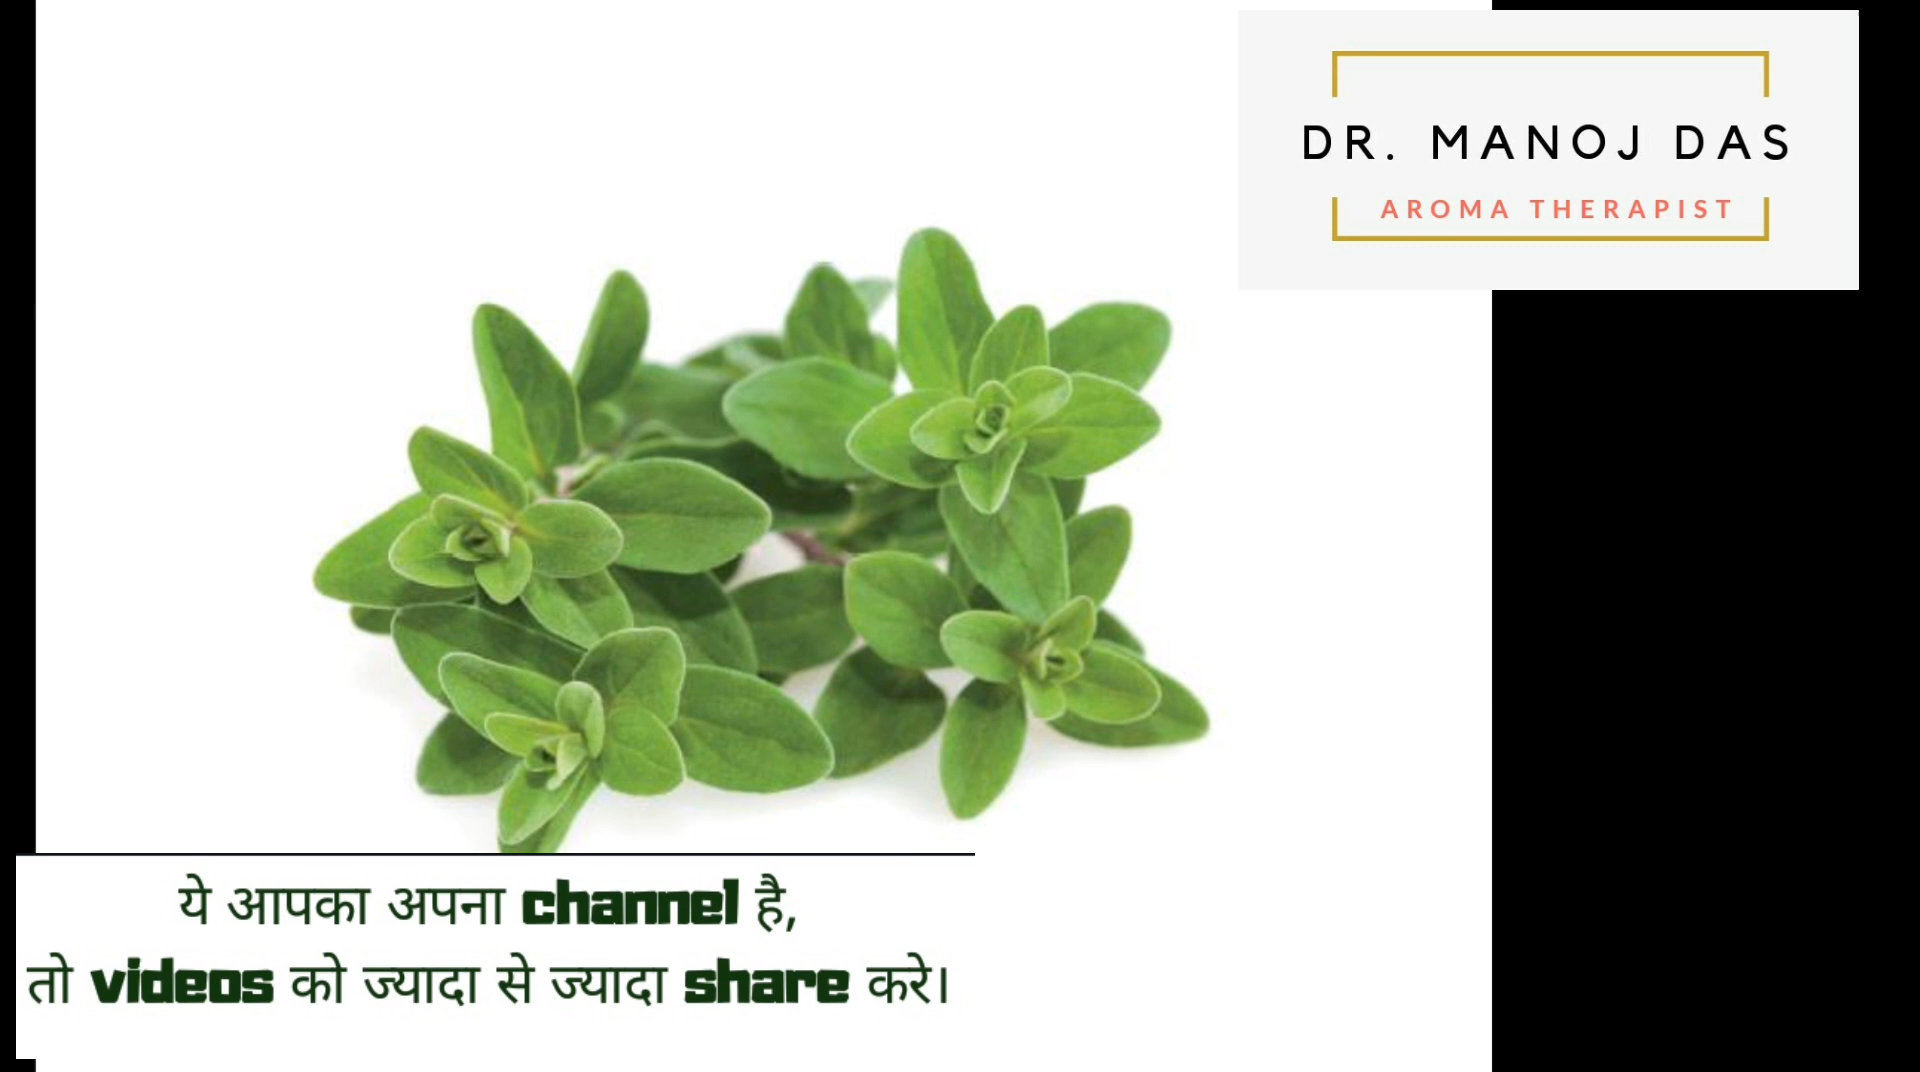 DR. MANOJ DAS
AROMA THERAPIST
ये आपका अपना channel है,
तो videos को ज्यादा से ज्यादा share करे।